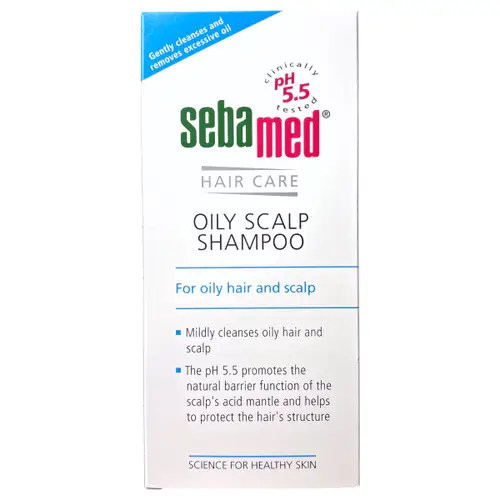 Gently cleanses and
removes excessive oil
clinically
pH
5.5
tested
sebamed®
HAIR CARE
OILY SCALP
SHAMPOO
For oily hair and scalp
▪ Mildly cleanses oily hair and
scalp
▪ The pH 5.5 promotes the
natural barrier function of the
scalp's acid mantle and helps
to protect the hair's structure
SCIENCE FOR HEALTHY SKIN